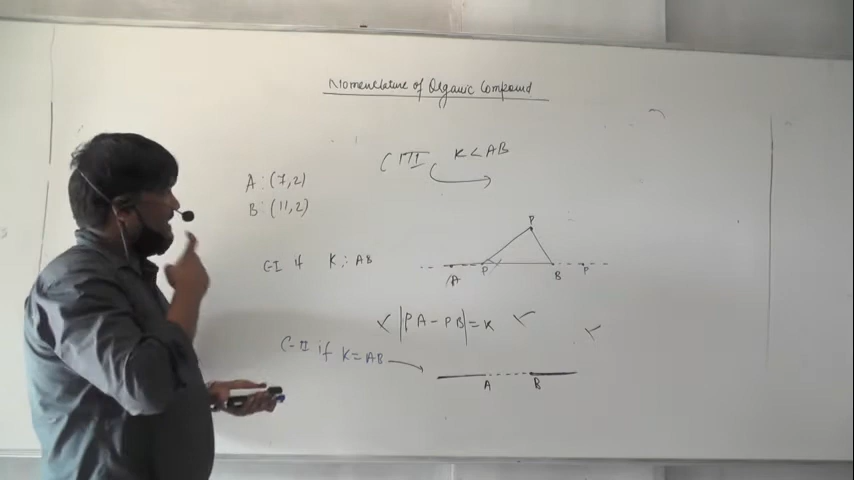 Nomenclature of Organic Compound
C III K < AB
A : (7,2)
B : (11,2)
P
C-I if K > AB
A P B P
|PA - PB| = K
C-II if K = AB
A B